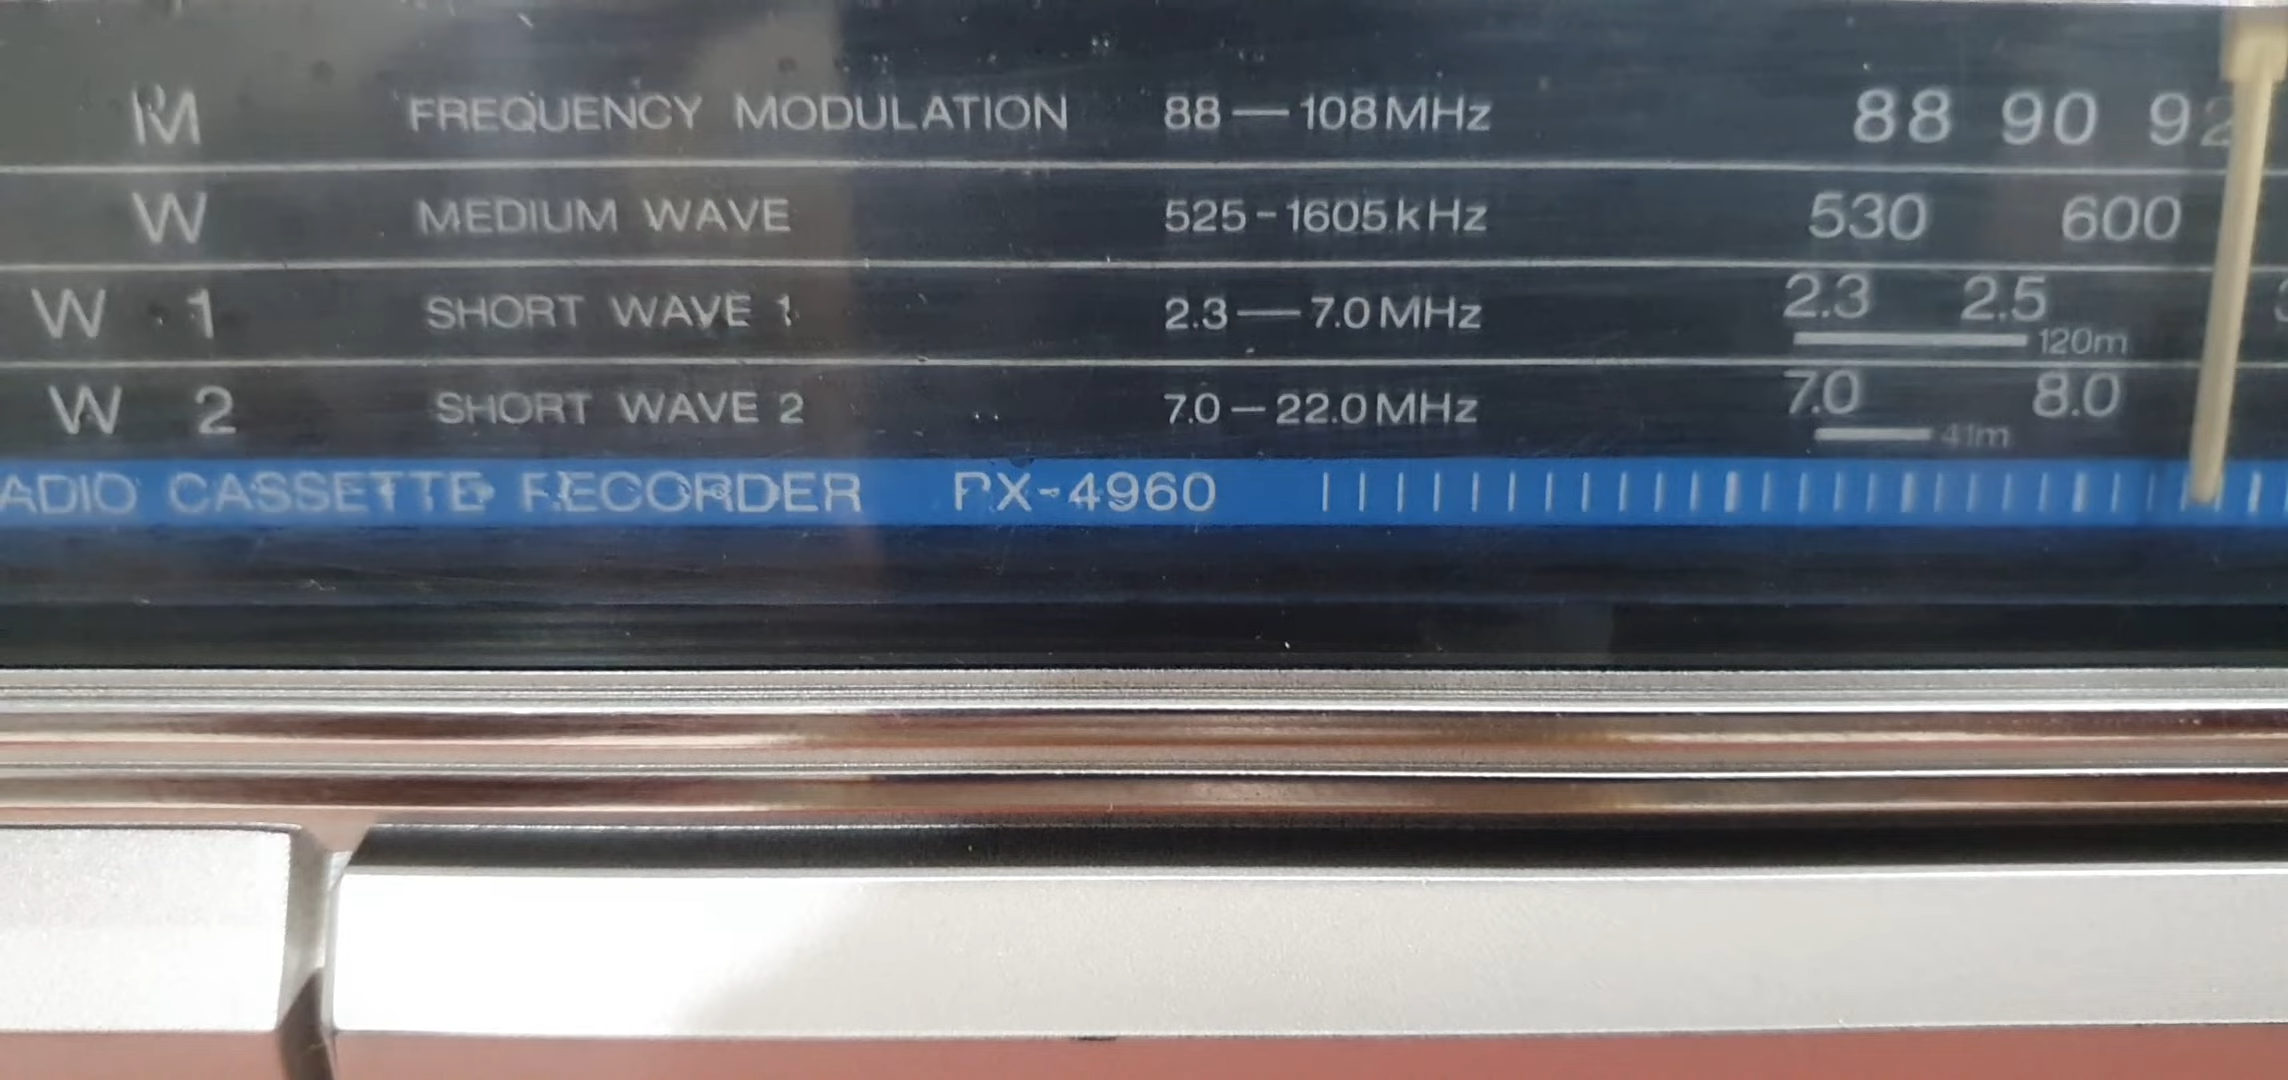 M FREQUENCY MODULATION 88—108MHz 88 90 92
W MEDIUM WAVE 525-1605kHz 530 600
W 1 SHORT WAVE 1 2.3—7.0MHz 2.3 2.5
120m
W 2 SHORT WAVE 2 7.0—22.0MHz 7.0 8.0
41m
ADIO CASSETTE RECORDER PX-4960